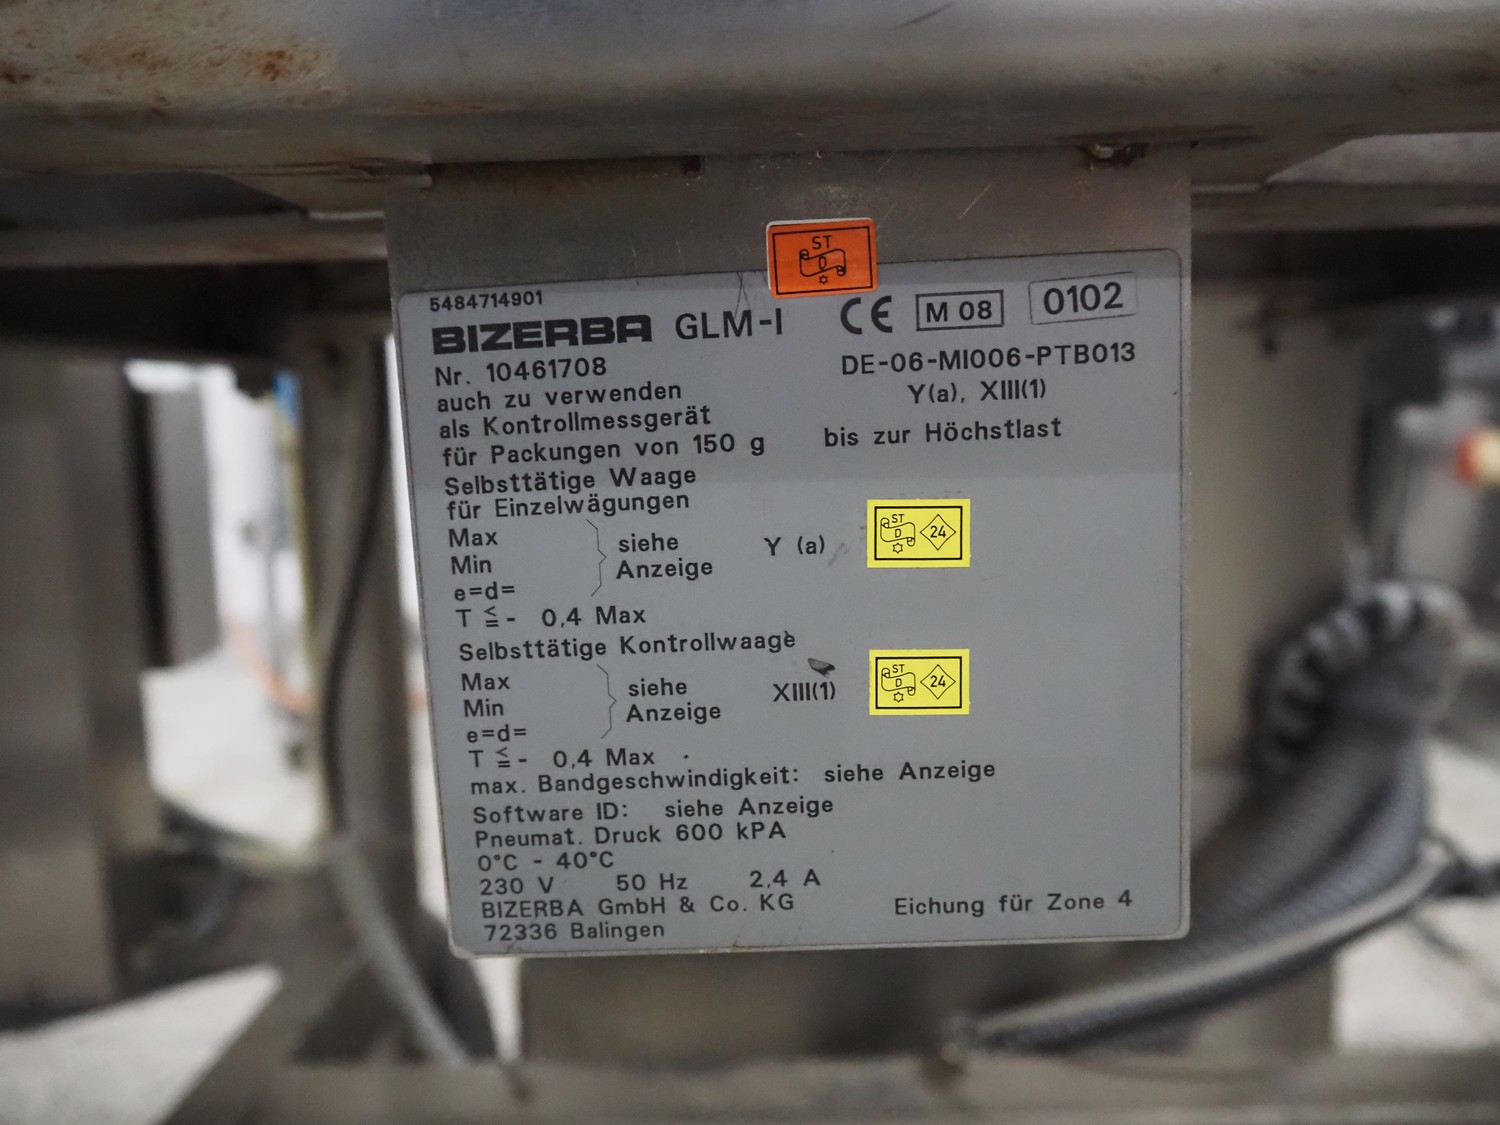 ST
D
5484714901
BIZERBA GLM-I CE M 08 0102
Nr. 10461708 DE-06-MI006-PTB013
auch zu verwenden Y(a), XIII(1)
als Kontrollmessgerät
für Packungen von 150 g bis zur Höchstlast
Selbsttätige Waage
für Einzelwägungen
Max
Min
e=d=
siehe
Anzeige
Y (a)
ST
D
24
T ≦- 0,4 Max
Selbsttätige Kontrollwaage
Max
Min
e=d=
siehe
Anzeige
XIII(1)
ST
D
24
T ≦- 0,4 Max
max. Bandgeschwindigkeit: siehe Anzeige
Software ID: siehe Anzeige
Pneumat. Druck 600 kPA
0°C - 40°C
230 V 50 Hz 2,4 A
BIZERBA GmbH & Co. KG Eichung für Zone 4
72336 Balingen